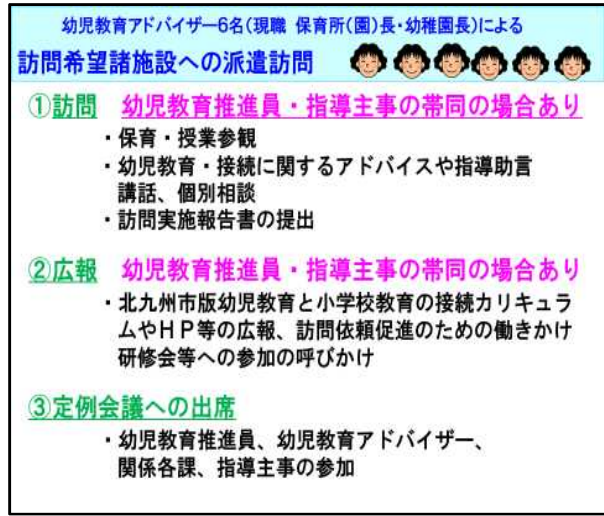 幼児教育アドバイザー6名(現職 保育所(園)長・幼稚園長)による
訪問希望諸施設への派遣訪問
①訪問 幼児教育推進員・指導主事の帯同の場合あり
・保育・授業参観
・幼児教育・接続に関するアドバイスや指導助言
講話、個別相談
・訪問実施報告書の提出
②広報 幼児教育推進員・指導主事の帯同の場合あり
・北九州市版幼児教育と小学校教育の接続カリキュラ
ムやHP等の広報、訪問依頼促進のための働きかけ
研修会等への参加の呼びかけ
③定例会議への出席
・幼児教育推進員、幼児教育アドバイザー、
関係各課、指導主事の参加